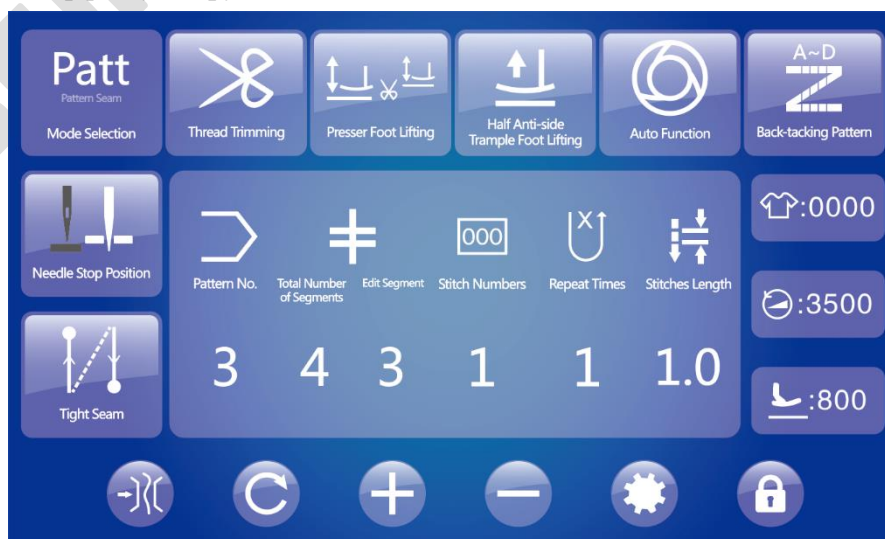 Patt
Pattern Seam
Mode Selection
Thread Trimming
Presser Foot Lifting
Half Anti-side
Trample Foot Lifting
Auto Function
A~D
Back-tacking Pattern
Needle Stop Position
Pattern No.
Total Number
of Segments
Edit Segment
000
Stitch Numbers
X
Repeat Times
Stitches Length
:0000
:3500
Tight Seam
3
4
3
1
1
1.0
:800